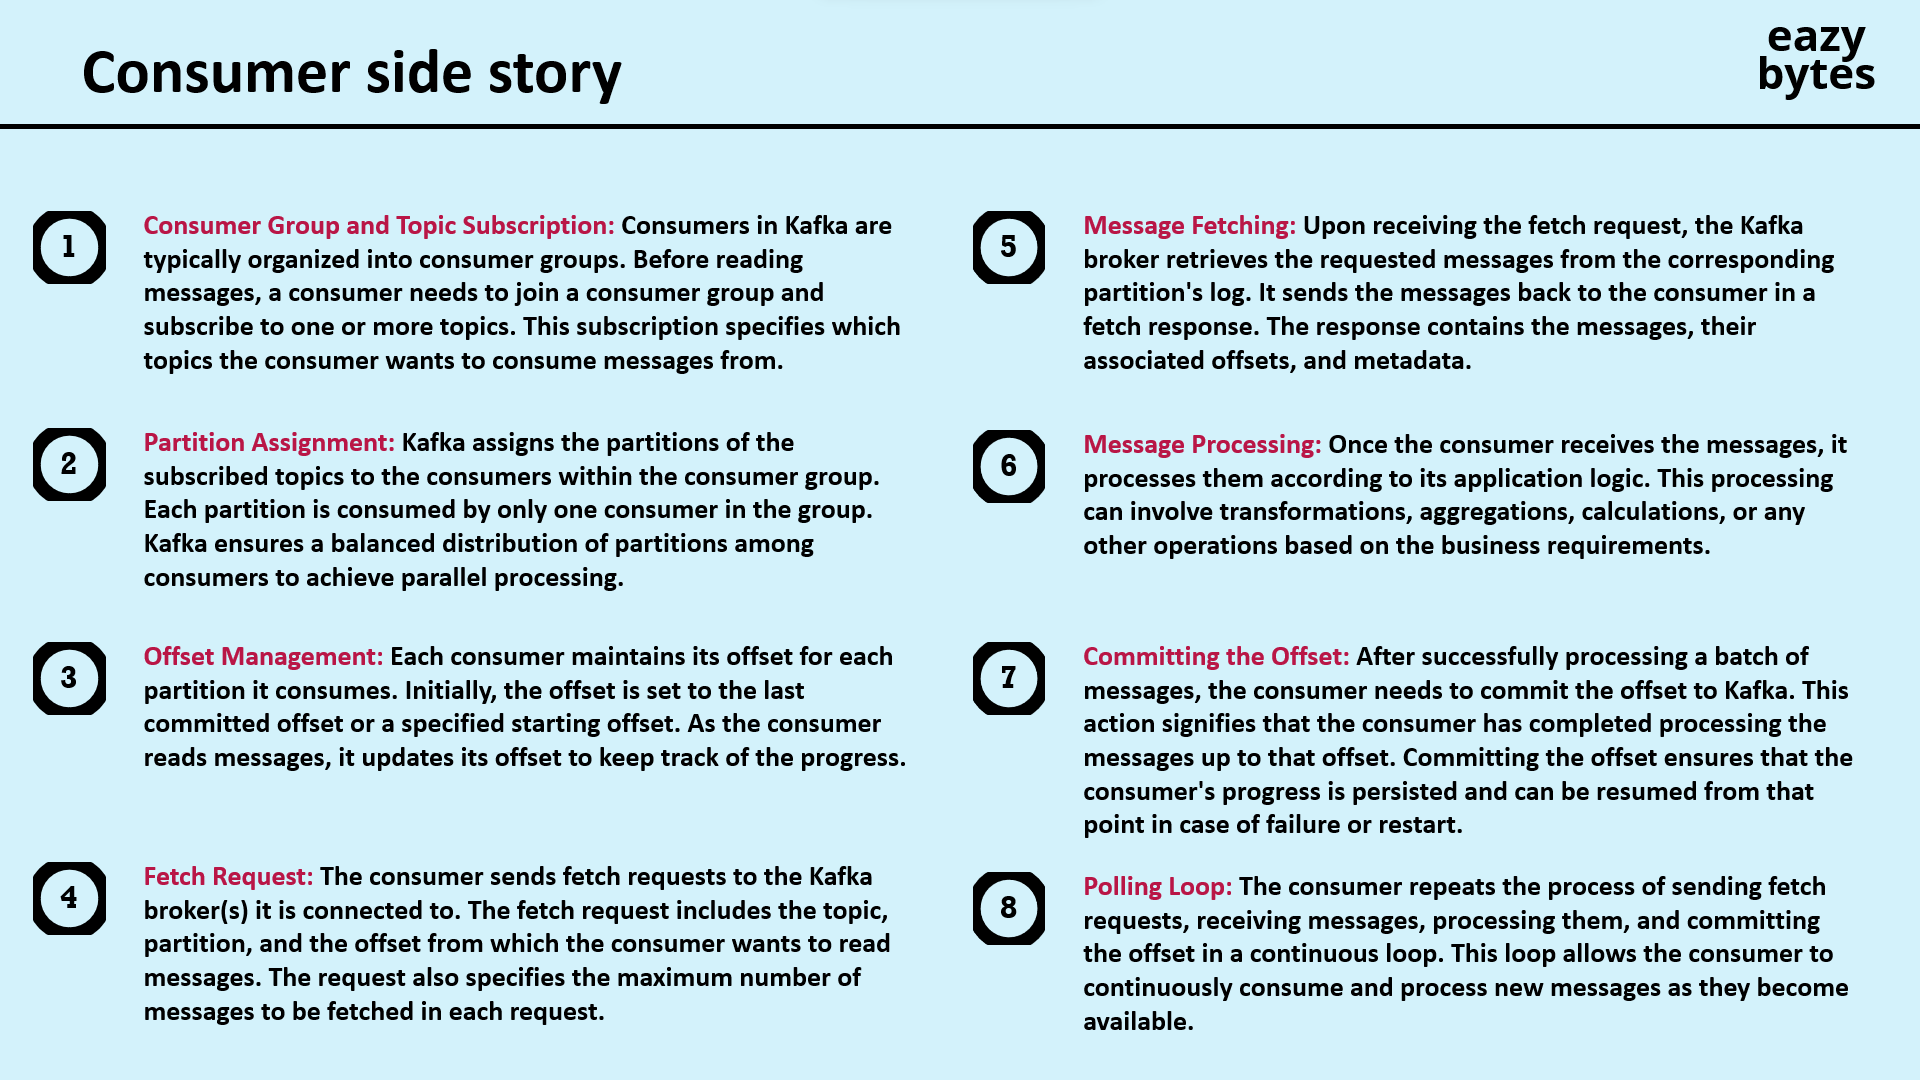 Consumer side story
eazy
bytes
1
Consumer Group and Topic Subscription: Consumers in Kafka are
typically organized into consumer groups. Before reading
messages, a consumer needs to join a consumer group and
subscribe to one or more topics. This subscription specifies which
topics the consumer wants to consume messages from.
2
Partition Assignment: Kafka assigns the partitions of the
subscribed topics to the consumers within the consumer group.
Each partition is consumed by only one consumer in the group.
Kafka ensures a balanced distribution of partitions among
consumers to achieve parallel processing.
3
Offset Management: Each consumer maintains its offset for each
partition it consumes. Initially, the offset is set to the last
committed offset or a specified starting offset. As the consumer
reads messages, it updates its offset to keep track of the progress.
4
Fetch Request: The consumer sends fetch requests to the Kafka
broker(s) it is connected to. The fetch request includes the topic,
partition, and the offset from which the consumer wants to read
messages. The request also specifies the maximum number of
messages to be fetched in each request.
5
Message Fetching: Upon receiving the fetch request, the Kafka
broker retrieves the requested messages from the corresponding
partition's log. It sends the messages back to the consumer in a
fetch response. The response contains the messages, their
associated offsets, and metadata.
6
Message Processing: Once the consumer receives the messages, it
processes them according to its application logic. This processing
can involve transformations, aggregations, calculations, or any
other operations based on the business requirements.
7
Committing the Offset: After successfully processing a batch of
messages, the consumer needs to commit the offset to Kafka. This
action signifies that the consumer has completed processing the
messages up to that offset. Committing the offset ensures that the
consumer's progress is persisted and can be resumed from that
point in case of failure or restart.
8
Polling Loop: The consumer repeats the process of sending fetch
requests, receiving messages, processing them, and committing
the offset in a continuous loop. This loop allows the consumer to
continuously consume and process new messages as they become
available.